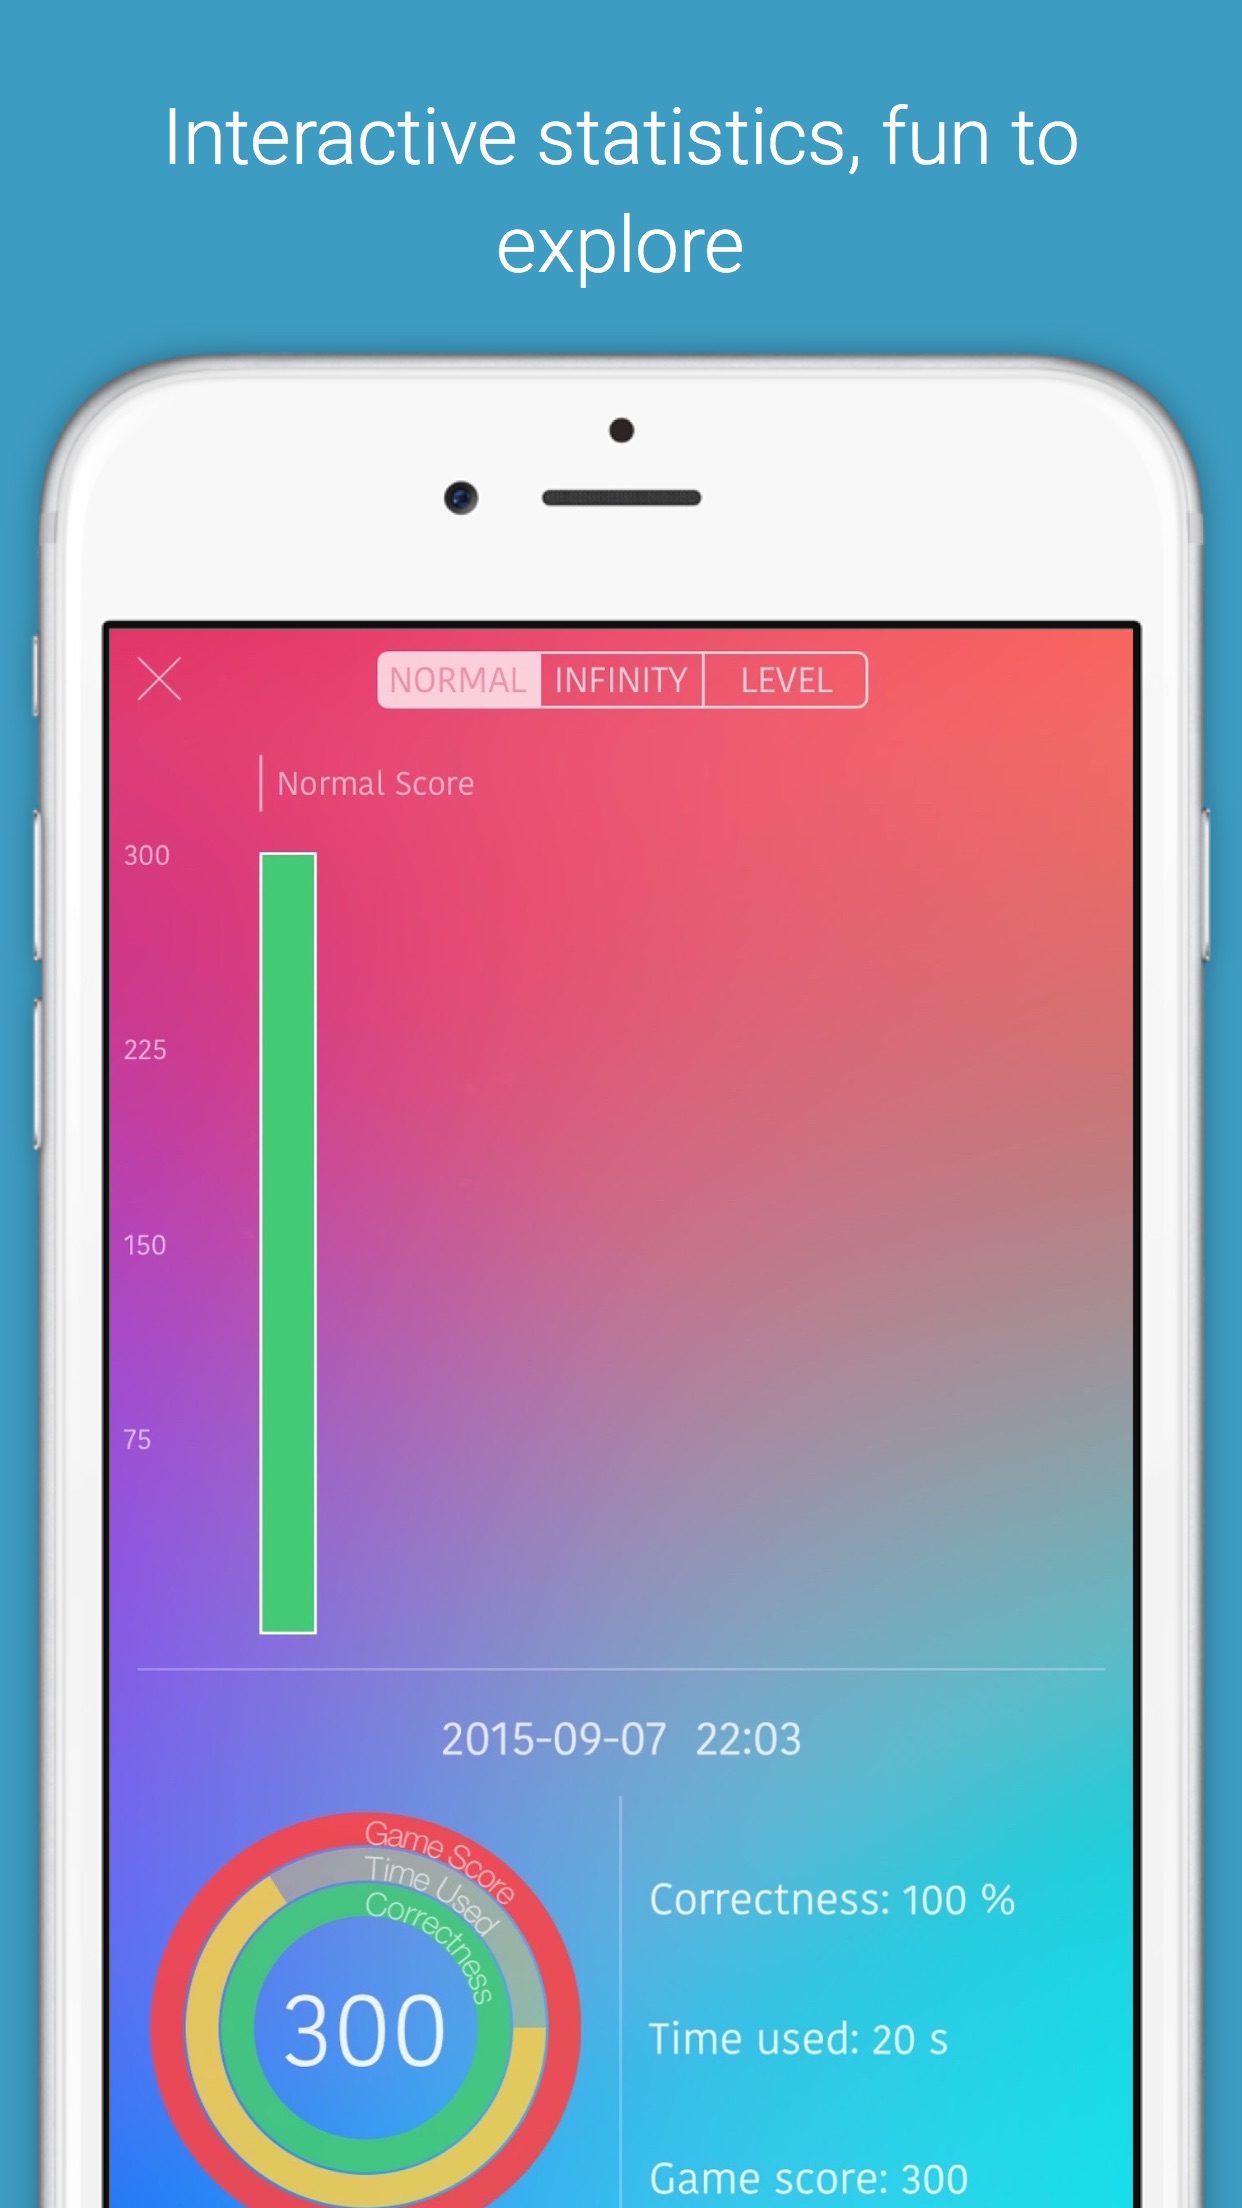 Interactive statistics, fun to
explore
NORMAL INFINITY LEVEL
Normal Score
300
225
150
75
2015-09-07 22:03
Game Score
Time Used
Correctness
300
Correctness: 100 %
Time used: 20 s
Game score: 300